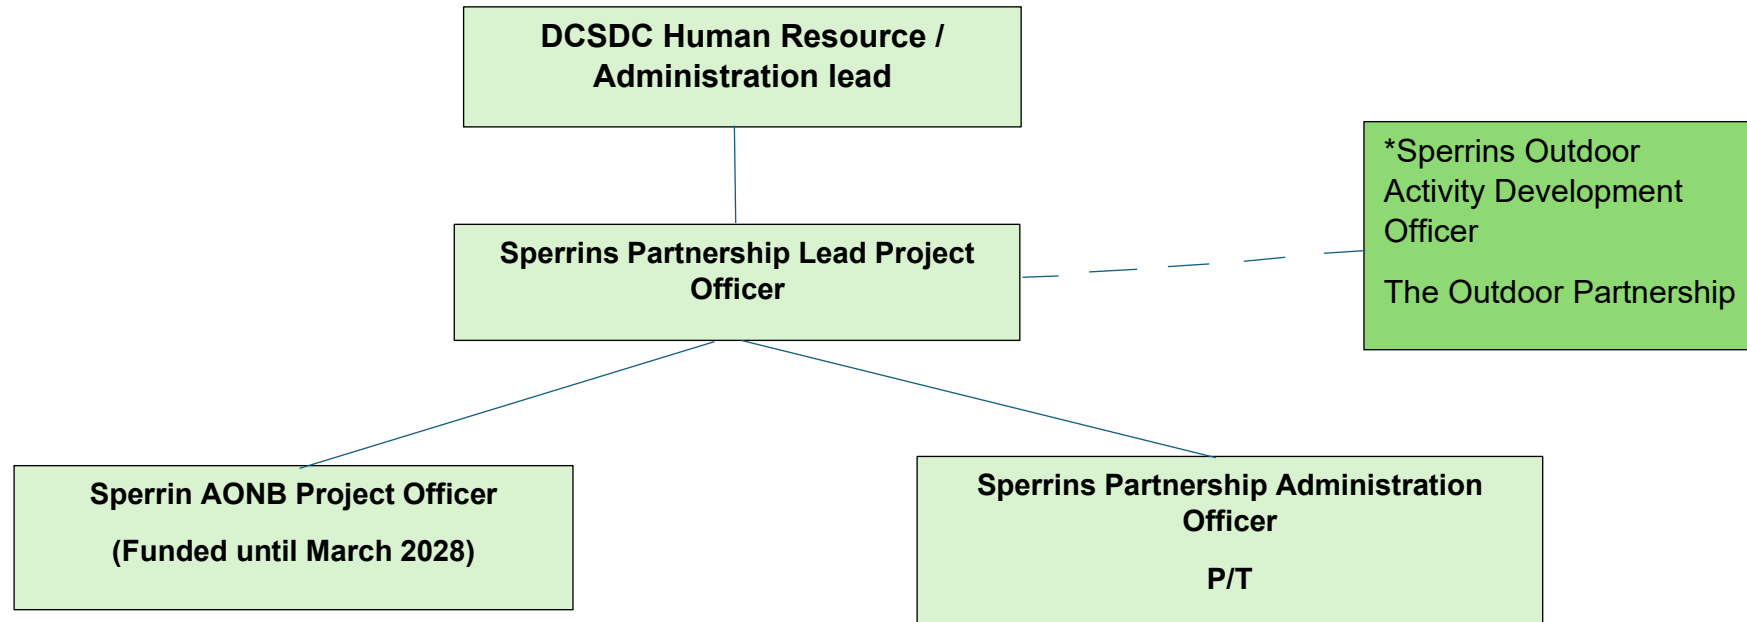 DCSDC Human Resource /
Administration lead
*Sperrins Outdoor
Activity Development
Officer
The Outdoor Partnership
Sperrins Partnership Lead Project
Officer
Sperrin AONB Project Officer
(Funded until March 2028)
Sperrins Partnership Administration
Officer
P/T